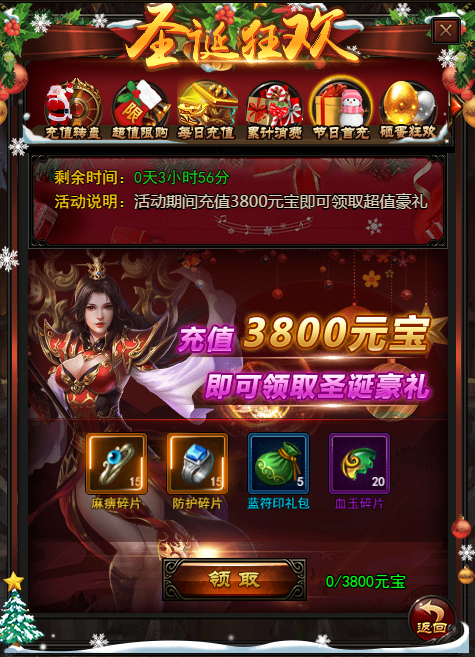 圣诞狂欢
充值转盘 超值限购 每日充值 累计消费 节日首充 砸蛋狂欢
限
剩余时间：0天3小时56分
活动说明：活动期间充值3800元宝即可领取超值豪礼
充值 3800元宝
即可领取圣诞豪礼
15 15 5 20
麻痹碎片 防护碎片 蓝符印礼包 血玉碎片
领取 0/3800元宝
返回